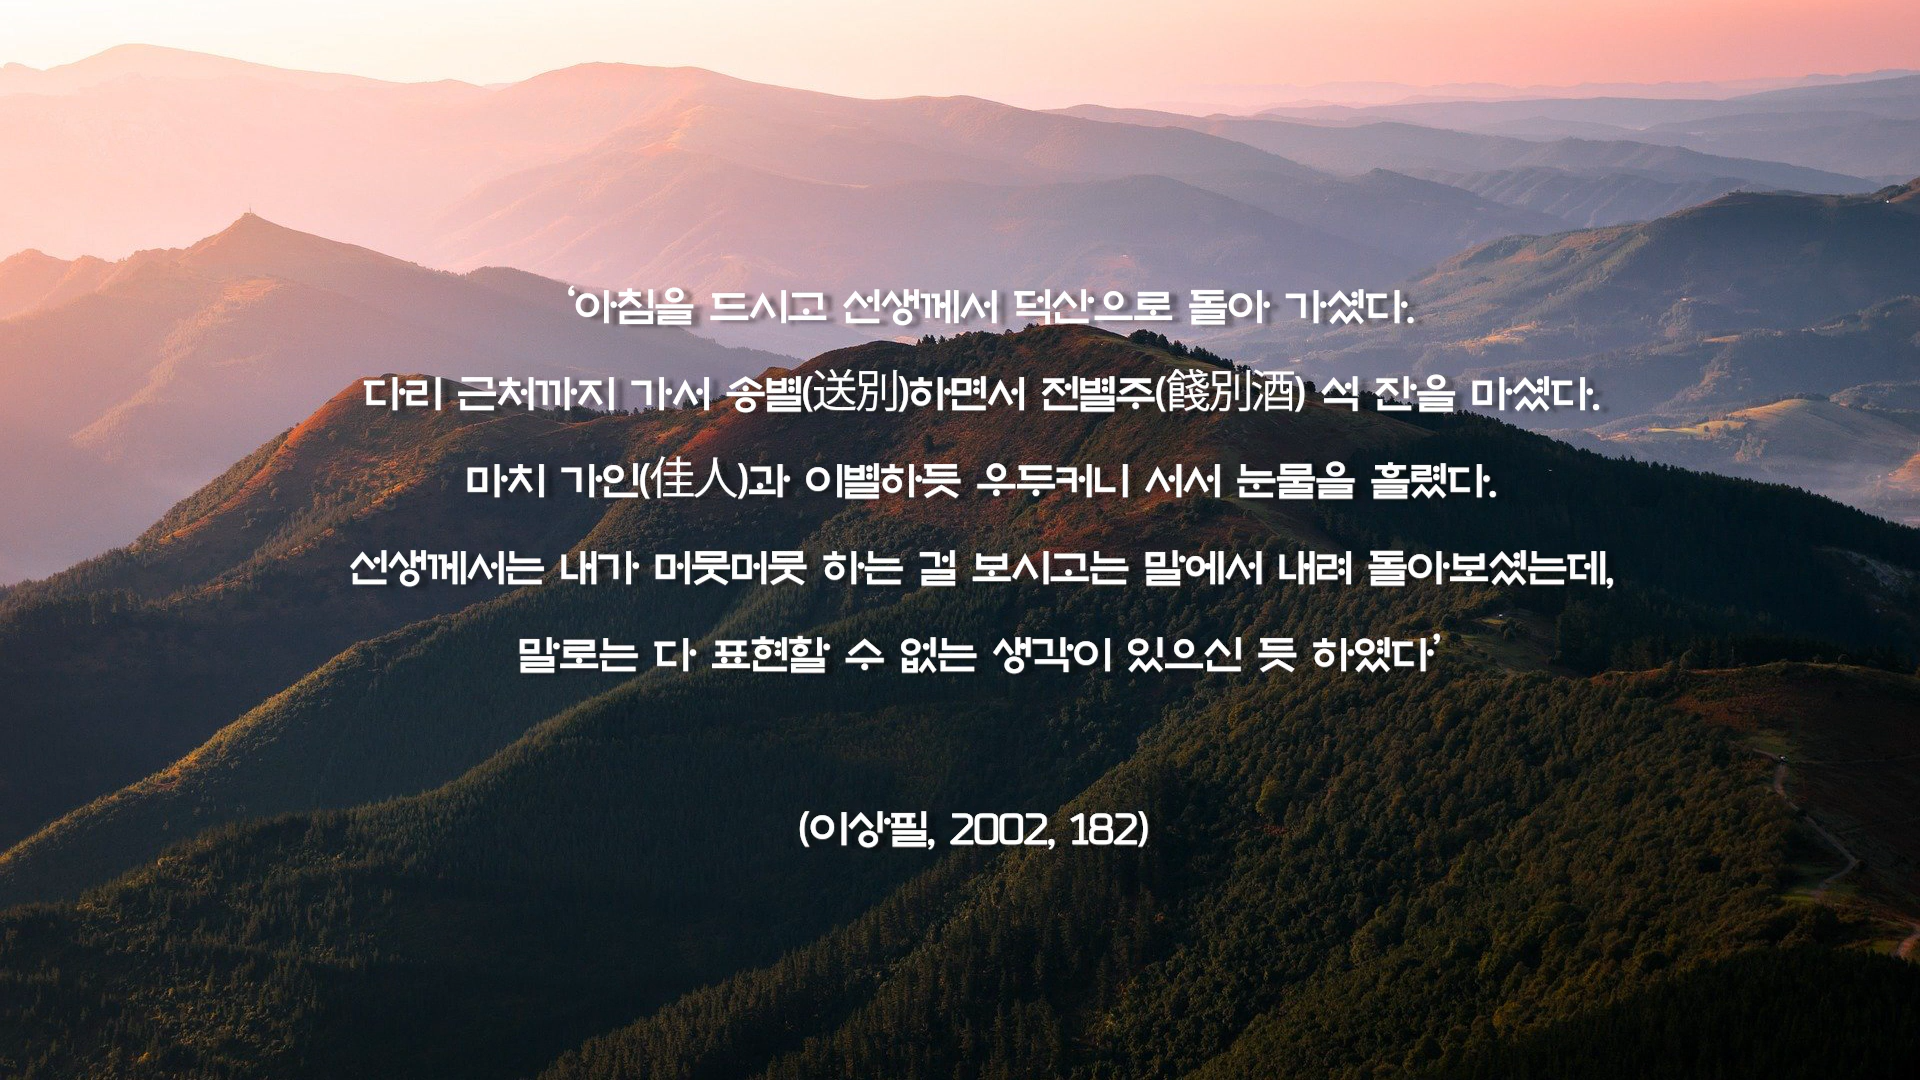 ‘아침을 드시고 선생께서 덕산으로 돌아 가셨다.
다리 근처까지 가서 송별(送別)하면서 전별주(餞別酒) 석 잔을 마셨다.
마치 가인(佳人)과 이별하듯 우두커니 서서 눈물을 흘렸다.
선생께서는 내가 머뭇머뭇 하는 걸 보시고는 말에서 내려 돌아보셨는데,
말로는 다 표현할 수 없는 생각이 있으신 듯 하였다’
(이상필, 2002, 182)